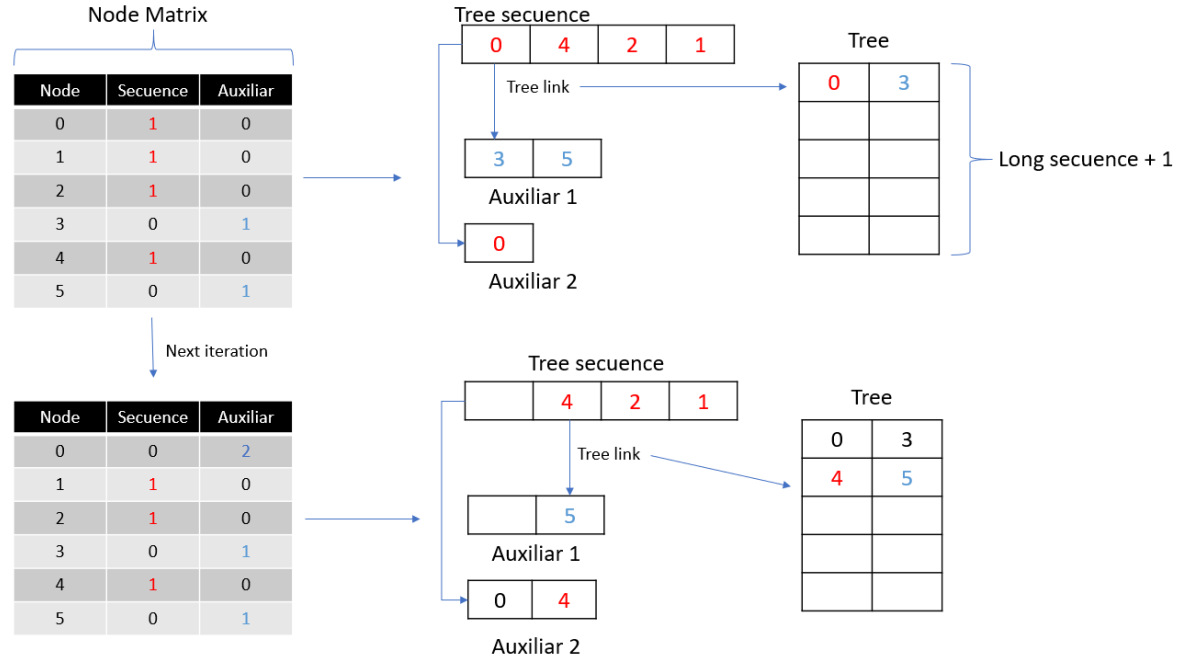 Node Matrix
Node Secuence Auxiliar
0 1 0
1 1 0
2 1 0
3 0 1
4 1 0
5 0 1
Tree secuence
0 4 2 1
Tree link
3 5
Auxiliar 1
0
Auxiliar 2
Tree
0 3
Long secuence + 1
Next iteration
Node Secuence Auxiliar
0 0 2
1 1 0
2 1 0
3 0 1
4 1 0
5 0 1
Tree secuence
4 2 1
Tree link
5
Auxiliar 1
0 4
Auxiliar 2
Tree
0 3
4 5